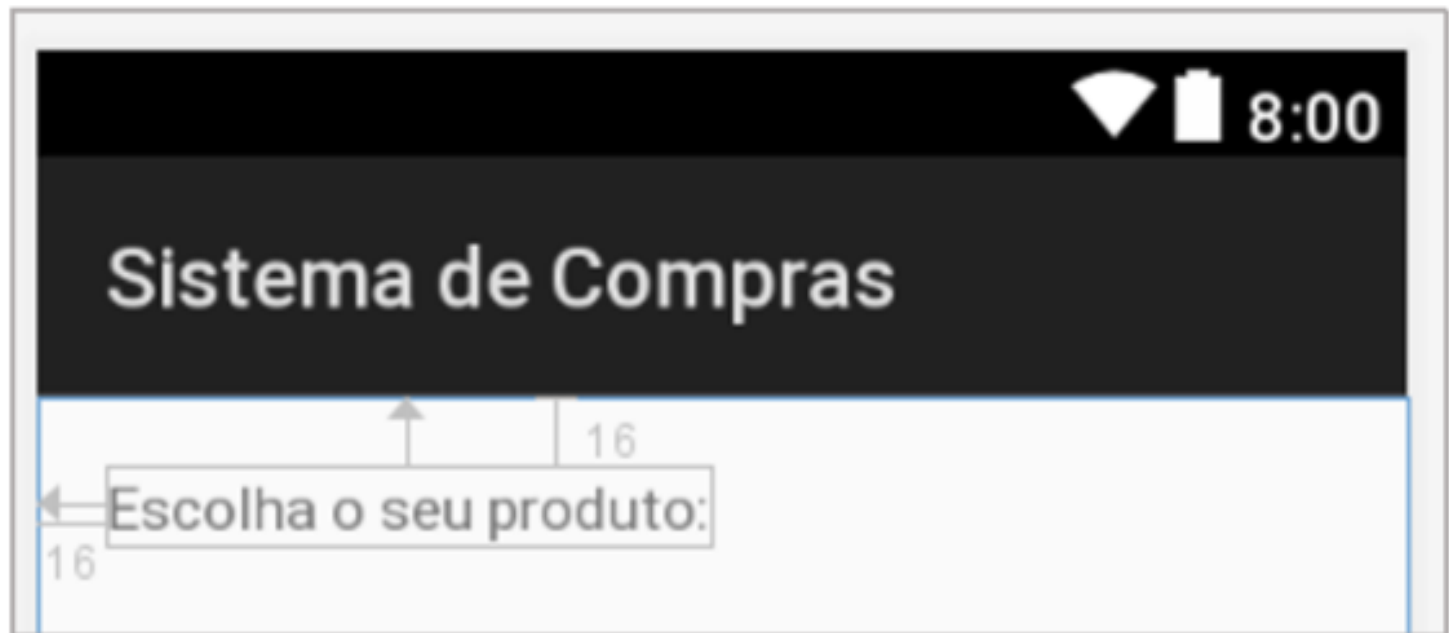 8:00
Sistema de Compras
16
Escolha o seu produto:
16